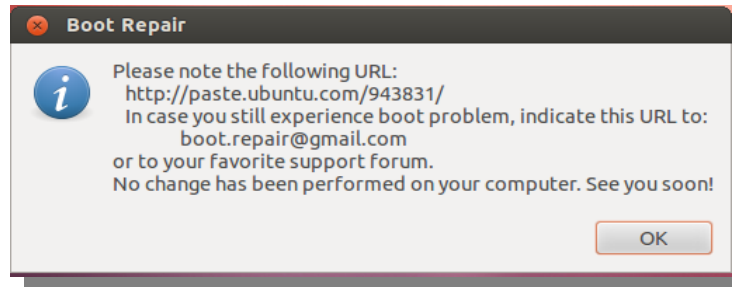 Boot Repair
Please note the following URL:
http://paste.ubuntu.com/943831/
In case you still experience boot problem, indicate this URL to:
boot.repair@gmail.com
or to your favorite support forum.
No change has been performed on your computer. See you soon!
OK